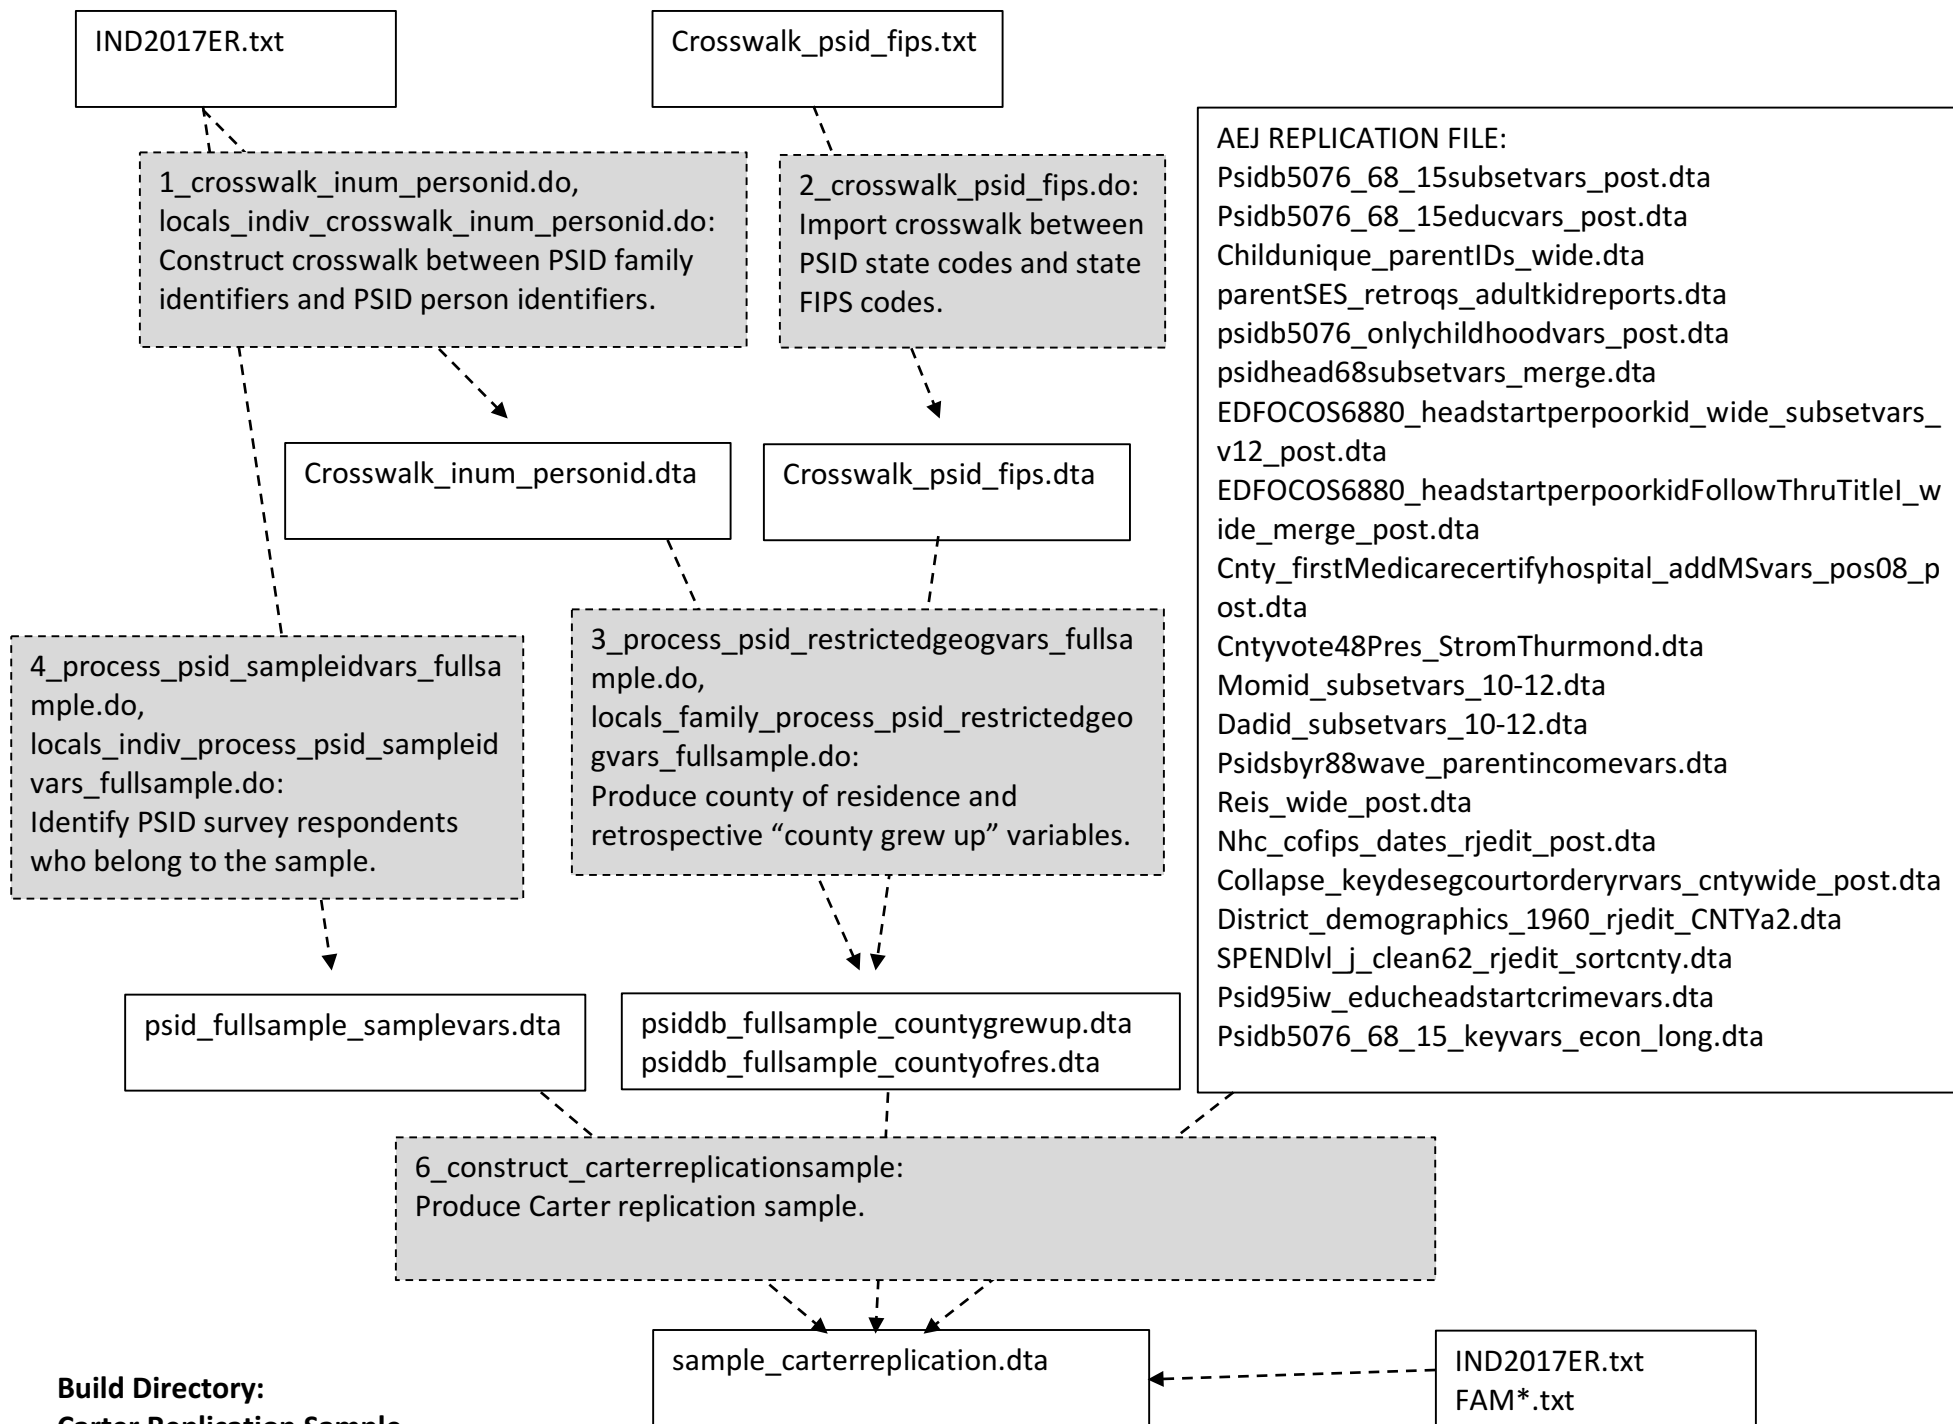 IND2017ER.txt
Crosswalk_psid_fips.txt
1_crosswalk_inum_personid.do,
locals_indiv_crosswalk_inum_personid.do:
Construct crosswalk between PSID family
identifiers and PSID person identifiers.
2_crosswalk_psid_fips.do:
Import crosswalk between
PSID state codes and state
FIPS codes.
AEJ REPLICATION FILE:
Psidb5076_68_15subsetvars_post.dta
Psidb5076_68_15educvars_post.dta
Childunique_parentIDs_wide.dta
parentSES_retroqs_adultkidreports.dta
psidb5076_onlychildhoodvars_post.dta
psidhead68subsetvars_merge.dta
EDFOCOS6880_headstartperpoorkid_wide_subsetvars_
v12_post.dta
EDFOCOS6880_headstartperpoorkidFollowThruTitleI_w
ide_merge_post.dta
Cnty_firstMedicarecertifyhospital_addMSvars_pos08_p
ost.dta
Cntyvote48Pres_StromThurmond.dta
Momid_subsetvars_10-12.dta
Dadid_subsetvars_10-12.dta
Psidsbyr88wave_parentincomevars.dta
Reis_wide_post.dta
Nhc_cofips_dates_rjedit_post.dta
Collapse_keydesegcourtorderyrvars_cntywide_post.dta
District_demographics_1960_rjedit_CNTYa2.dta
SPENDlvl_j_clean62_rjedit_sortcnty.dta
Psid95iw_educheadstartcrimevars.dta
Psidb5076_68_15_keyvars_econ_long.dta
Crosswalk_inum_personid.dta
Crosswalk_psid_fips.dta
4_process_psid_sampleidvars_fullsa
mple.do,
locals_indiv_process_psid_sampleid
vars_fullsample.do:
Identify PSID survey respondents
who belong to the sample.
3_process_psid_restrictedgeogvars_fullsa
mple.do,
locals_family_process_psid_restrictedgeo
gvars_fullsample.do:
Produce county of residence and
retrospective “county grew up” variables.
psid_fullsample_samplevars.dta
psiddb_fullsample_countygrewup.dta
psiddb_fullsample_countyofres.dta
6_construct_carterreplicationsample:
Produce Carter replication sample.
sample_carterreplication.dta
IND2017ER.txt
FAM*.txt
Build Directory:
Carter Replication Sample